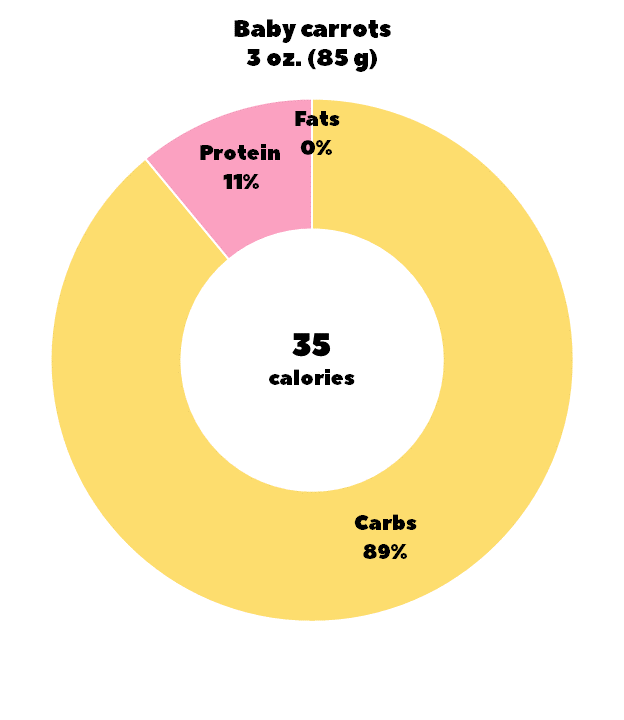 Baby carrots
3 oz. (85 g)
Fats
0%
Protein
11%
35
calories
Carbs
89%